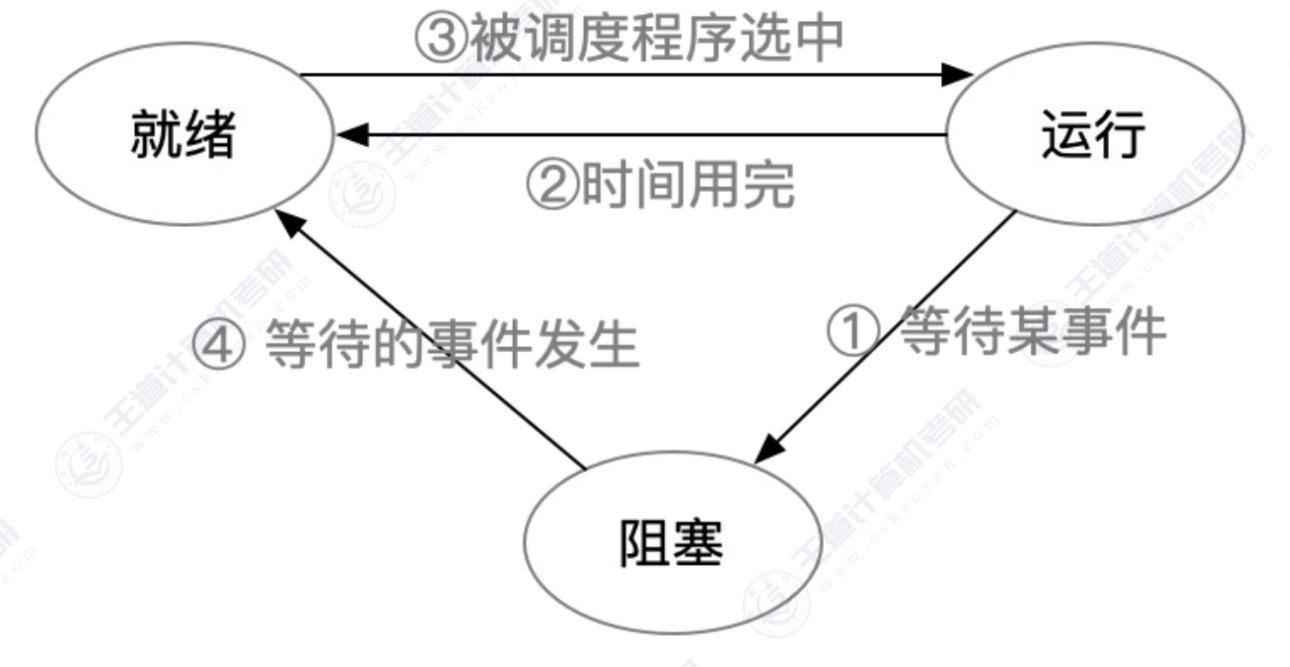 ③被调度程序选中
就绪
运行
②时间用完
④ 等待的事件发生
① 等待某事件
阻塞
王道计算机考研
www.cskaoyan.com